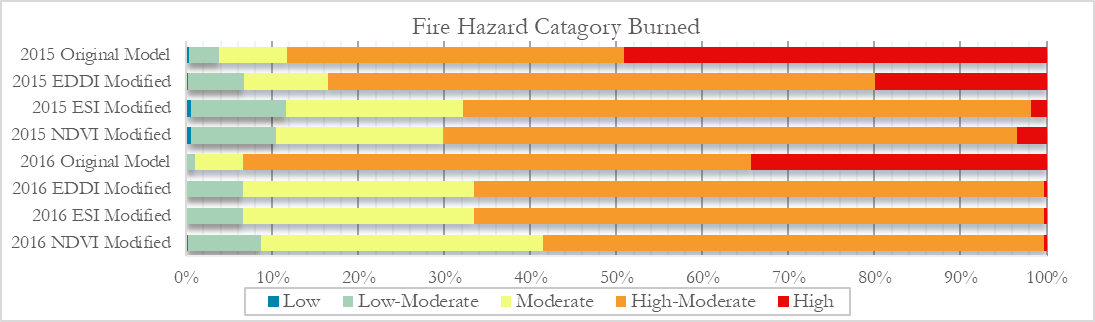 Fire Hazard Catagory Burned
2015 Original Model
2015 EDDI Modified
2015 ESI Modified
2015 NDVI Modified
2016 Original Model
2016 EDDI Modified
2016 ESI Modified
2016 NDVI Modified
0% 10% 20% 30% 40% 50% 60% 70% 80% 90% 100%
Low Low-Moderate Moderate High-Moderate High